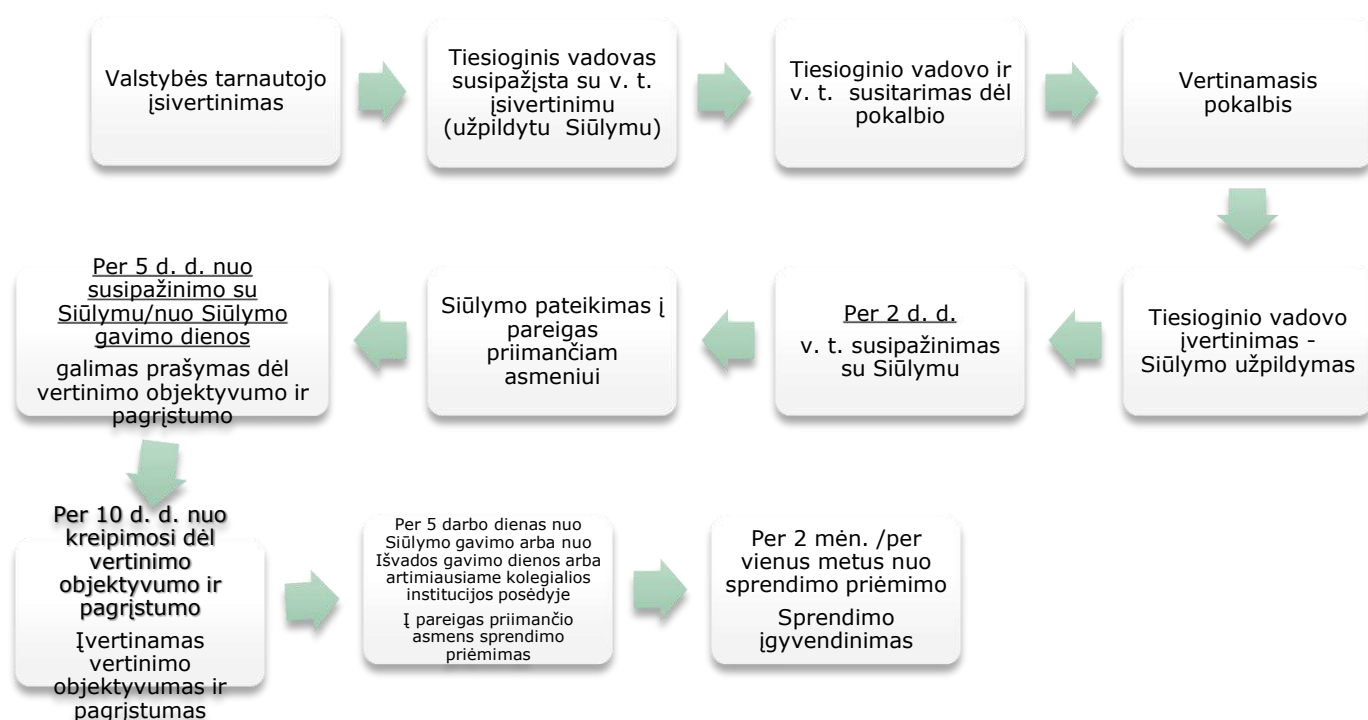 Valstybės tarnautojo
įsivertinimas
Tiesioginis vadovas
susipažįsta su v. t.
įsivertinimu
(užpildytu Siūlymu)
Tiesioginio vadovo ir
v. t. susitarimas dėl
pokalbio
Vertinamasis
pokalbis
Tiesioginio vadovo
įvertinimas -
Siūlymo užpildymas
Per 2 d. d.
v. t. susipažinimas
su Siūlymu
Siūlymo pateikimas į
pareigas
priimančiam
asmeniui
Per 5 d. d. nuo
susipažinimo su
Siūlymu/nuo Siūlymo
gavimo dienos
galimas prašymas dėl
vertinimo objektyvumo ir
pagrįstumo
Per 10 d. d. nuo
kreipimosi dėl
vertinimo
objektyvumo ir
pagrįstumo
Įvertinamas
vertinimo
objektyvumas ir
pagrįstumas
Per 5 darbo dienas nuo
Siūlymo gavimo arba nuo
Išvados gavimo dienos arba
artimiausiame kolegialios
institucijos posėdyje
Į pareigas priimančio
asmens sprendimo
priėmimas
Per 2 mėn. /per
vienus metus nuo
sprendimo priėmimo
Sprendimo
įgyvendinimas